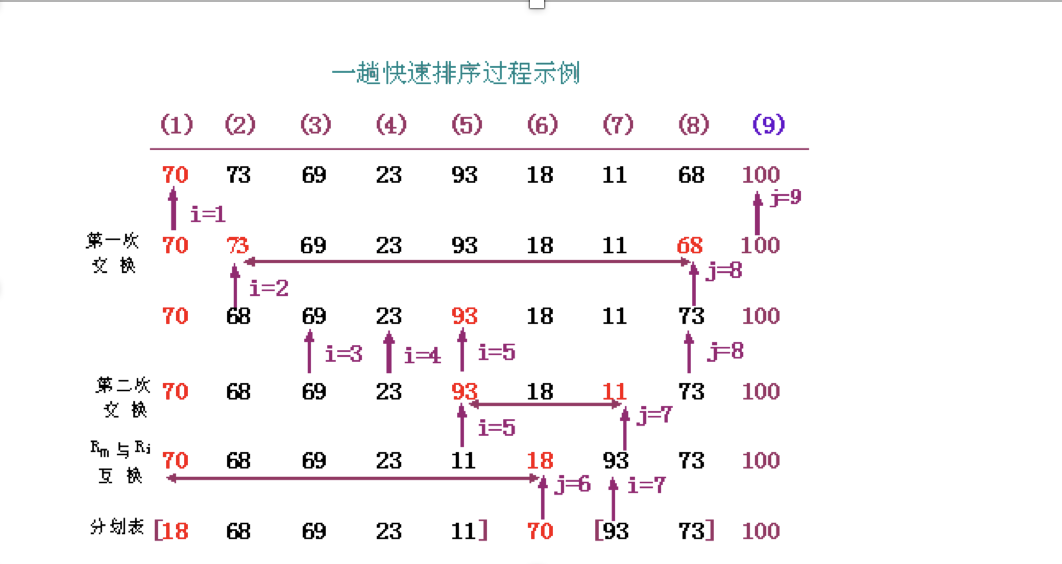 一趟快速排序过程示例
(1) (2) (3) (4) (5) (6) (7) (8) (9)
70 73 69 23 93 18 11 68 100
i=1 j=9
第一次交换 70 73 69 23 93 18 11 68 100
i=2 j=8
70 68 69 23 93 18 11 73 100
i=3 i=4 i=5 j=8
第二次交换 70 68 69 23 93 18 11 73 100
i=5 j=7
Rm与Ri互换 70 68 69 23 11 18 93 73 100
j=6 i=7
分划表 [18 68 69 23 11] 70 [93 73] 100